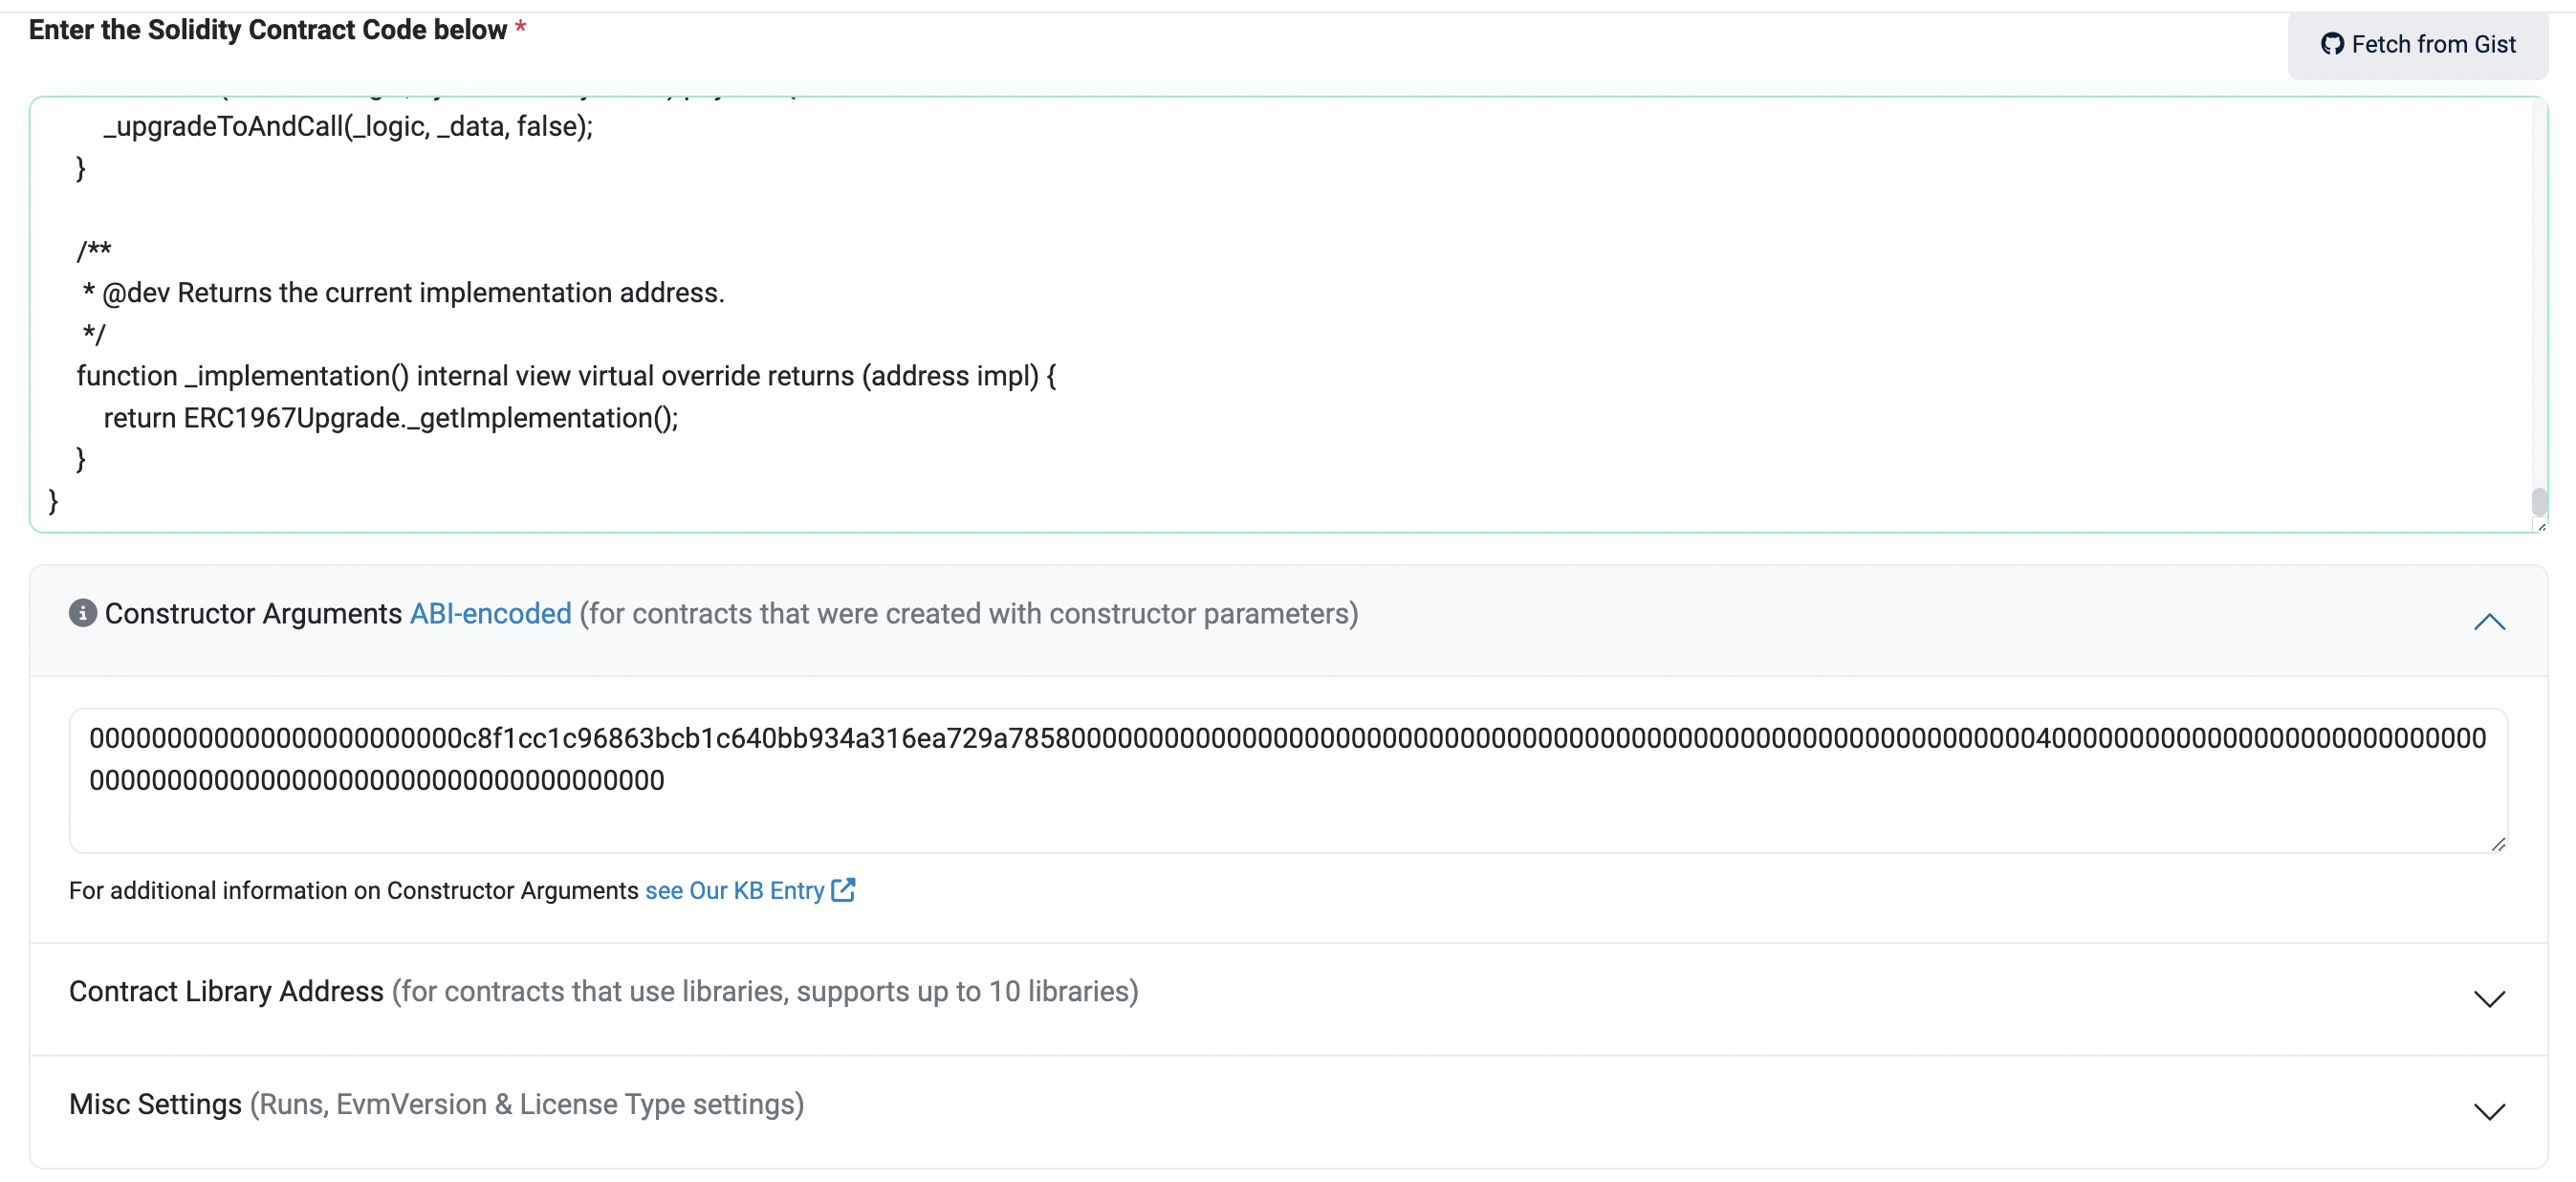 Enter the Solidity Contract Code below *
Fetch from Gist
_upgradeToAndCall(_logic, _data, false);
}
/**
* @dev Returns the current implementation address.
*/
function _implementation() internal view virtual override returns (address impl) {
return ERC1967Upgrade._getImplementation();
}
}
Constructor Arguments ABI-encoded (for contracts that were created with constructor parameters)
000000000000000000000000c8f1cc1c96863bcb1c640bb934a316ea729a78580000000000000000000000000000000000000000000000000000000000000040000000000000000000000000000
0000000000000000000000000000000000000
For additional information on Constructor Arguments see Our KB Entry
Contract Library Address (for contracts that use libraries, supports up to 10 libraries)
Misc Settings (Runs, EvmVersion & License Type settings)